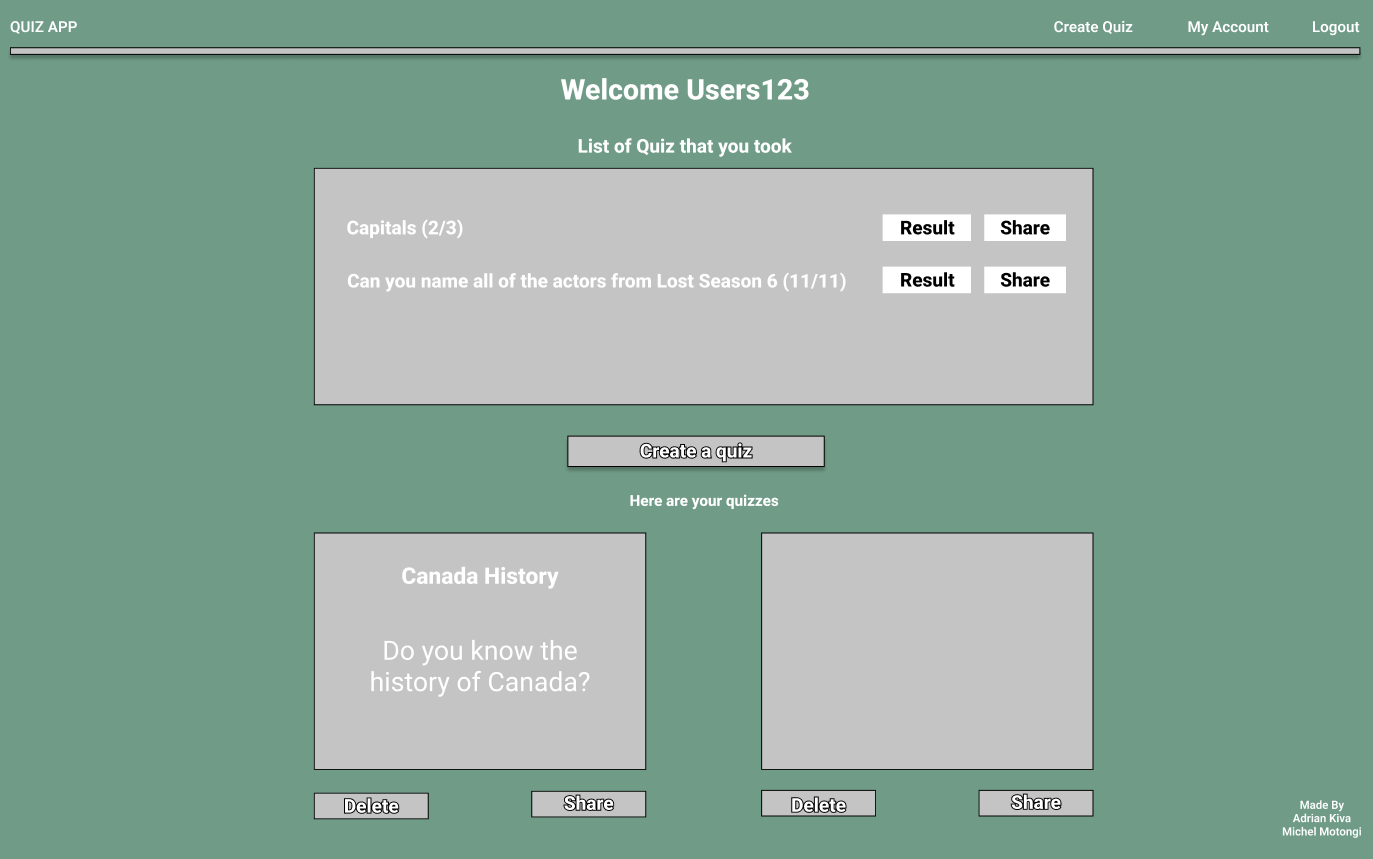 QUIZ APP
Create Quiz
My Account
Logout
Welcome Users123
List of Quiz that you took
Capitals (2/3)
Result
Share
Can you name all of the actors from Lost Season 6 (11/11)
Result
Share
Create a quiz
Here are your quizzes
Canada History
Do you know the
history of Canada?
Delete
Share
Delete
Share
Made By
Adrian Kiva
Michel Motongi